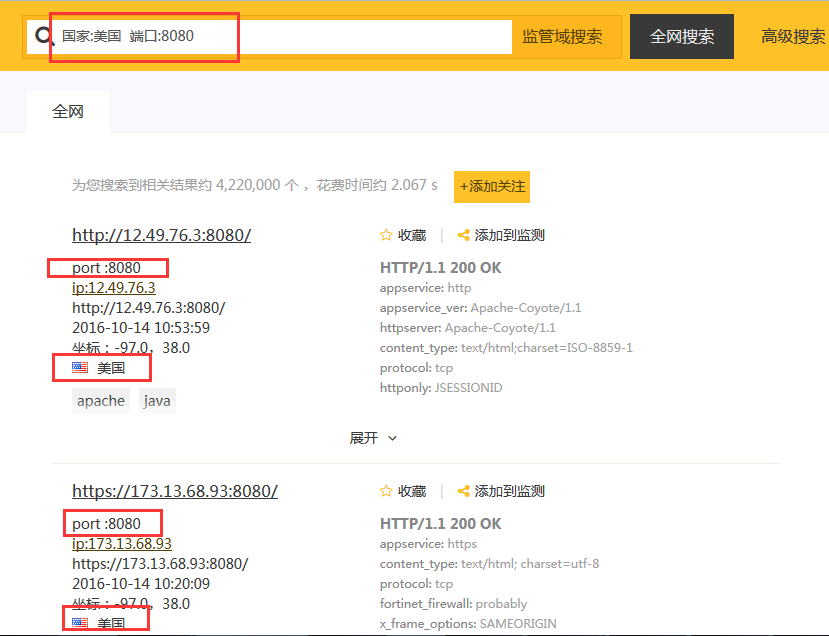 国家:美国 端口:8080 监管域搜索 全网搜索 高级搜索
全网
为您搜索到相关结果约 4,220,000 个 ，花费时间约 2.067 s +添加关注
http://12.49.76.3:8080/ 收藏 | 添加到监测
port :8080 HTTP/1.1 200 OK
ip:12.49.76.3 appservice: http
http://12.49.76.3:8080/ appservice_ver: Apache-Coyote/1.1
2016-10-14 10:53:59 httpserver: Apache-Coyote/1.1
坐标：-97.0，38.0 content_type: text/html;charset=ISO-8859-1
美国 protocol: tcp
httponly: JSESSIONID
apache java
展开
https://173.13.68.93:8080/ 收藏 | 添加到监测
port :8080 HTTP/1.1 200 OK
ip:173.13.68.93 appservice: https
https://173.13.68.93:8080/ content_type: text/html; charset=utf-8
2016-10-14 10:20:09 protocol: tcp
坐标：-97.0，38.0 fortinet_firewall: probably
美国 x_frame_options: SAMEORIGIN